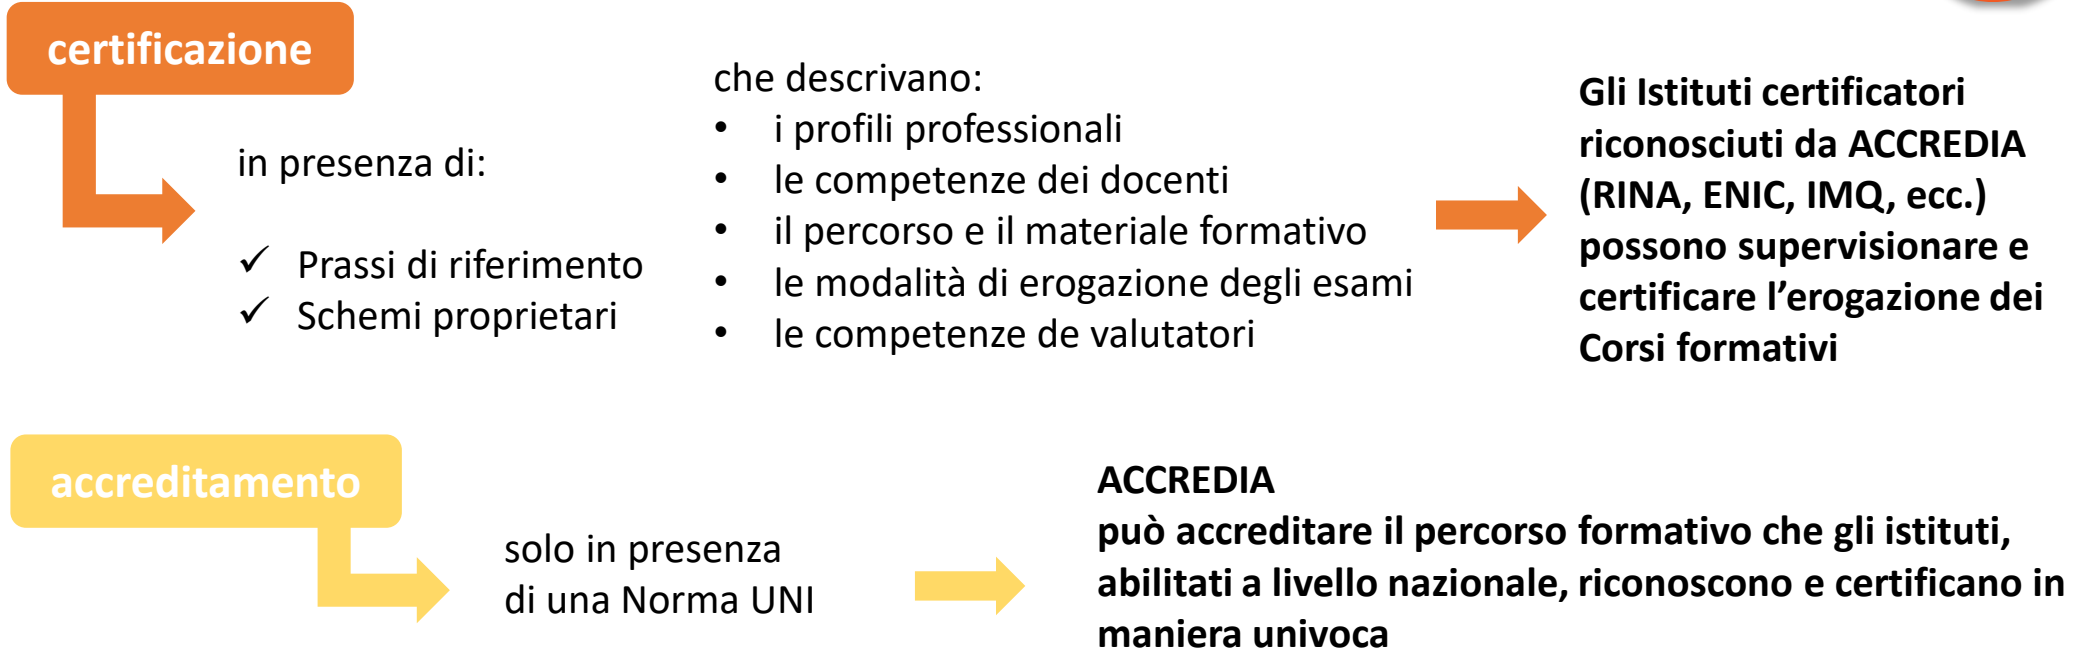 certificazione
in presenza di:
✓ Prassi di riferimento
✓ Schemi proprietari
che descrivano:
• i profili professionali
• le competenze dei docenti
• il percorso e il materiale formativo
• le modalità di erogazione degli esami
• le competenze de valutatori
Gli Istituti certificatori
riconosciuti da ACCREDIA
(RINA, ENIC, IMQ, ecc.)
possono supervisionare e
certificare l’erogazione dei
Corsi formativi
accreditamento
solo in presenza
di una Norma UNI
ACCREDIA
può accreditare il percorso formativo che gli istituti,
abilitati a livello nazionale, riconoscono e certificano in
maniera univoca